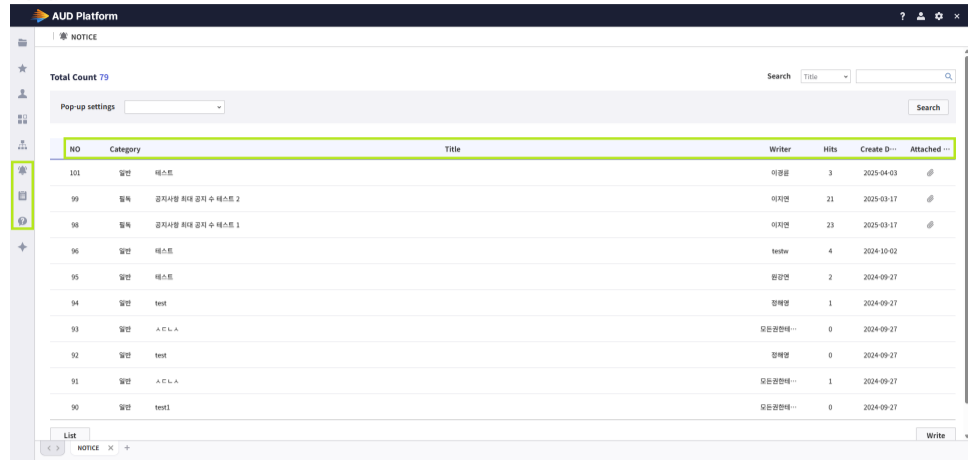 AUD Platform
NOTICE
Total Count 79
Search Title
Pop-up settings
Search
NO Category Title Writer Hits Create D··· Attached ···
101 일반 테스트 이경윤 3 2025-04-03
99 필독 공지사항 최대 공지 수 테스트 2 이지연 21 2025-03-17
98 필독 공지사항 최대 공지 수 테스트 1 이지연 23 2025-03-17
96 일반 테스트 testw 4 2024-10-02
95 일반 테스트 원강연 2 2024-09-27
94 일반 test 정해영 1 2024-09-27
93 일반 ㅅㄷㄴㅅ 모든권한테··· 0 2024-09-27
92 일반 test 정해영 0 2024-09-27
91 일반 ㅅㄷㄴㅅ 모든권한테··· 1 2024-09-27
90 일반 test1 모든권한테··· 0 2024-09-27
List
Write
NOTICE